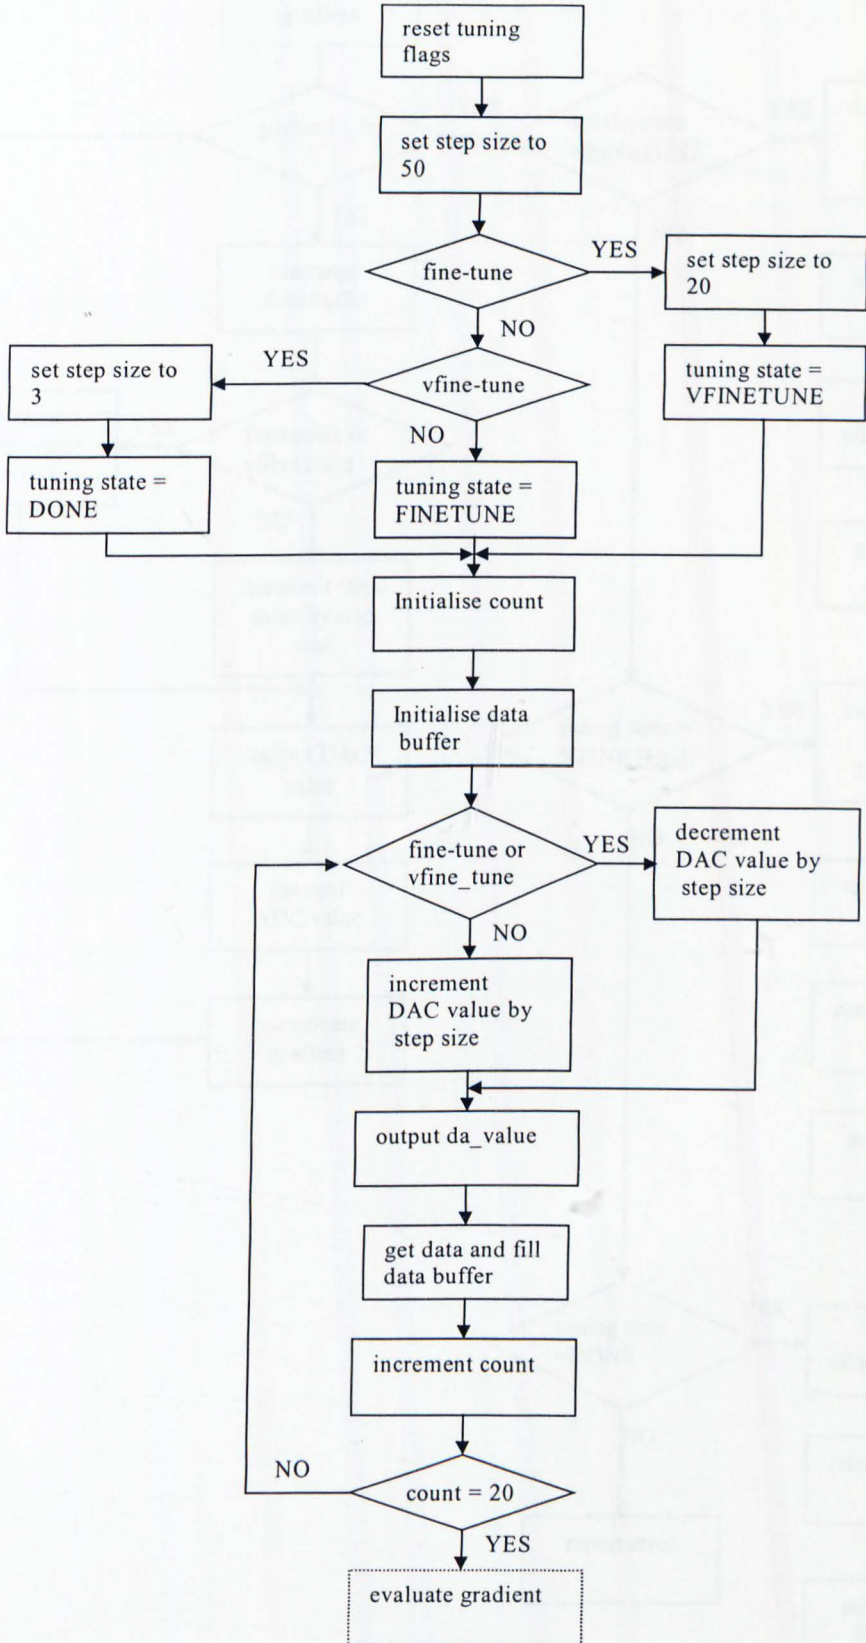 reset tuning
flags
set step size to
50
fine-tune
YES
set step size to
20
NO
YES
set step size to
3
vfine-tune
tuning state =
VFINETUNE
NO
tuning state =
DONE
tuning state =
FINETUNE
Initialise count
Initialise data
buffer
fine-tune or
vfine_tune
YES
decrement
DAC value by
step size
NO
increment
DAC value by
step size
output da_value
get data and fill
data buffer
increment count
NO
count = 20
YES
evaluate gradient